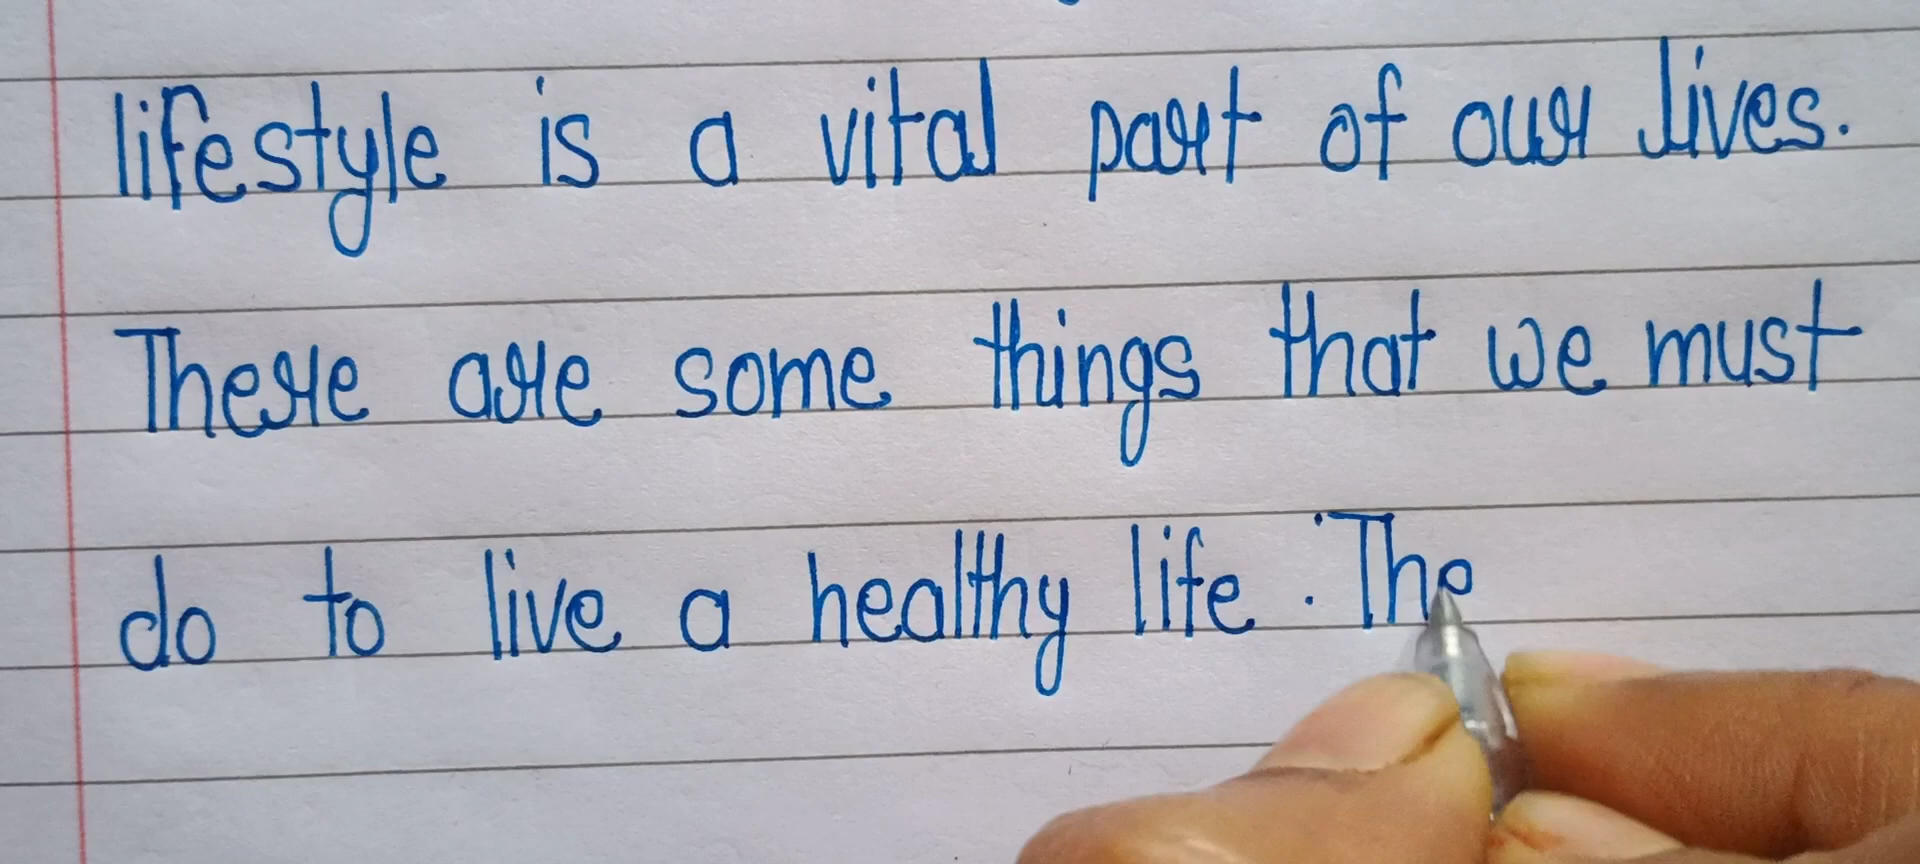 lifestyle is a vital part of our lives.
There are some things that we must
do to live a healthy life. The